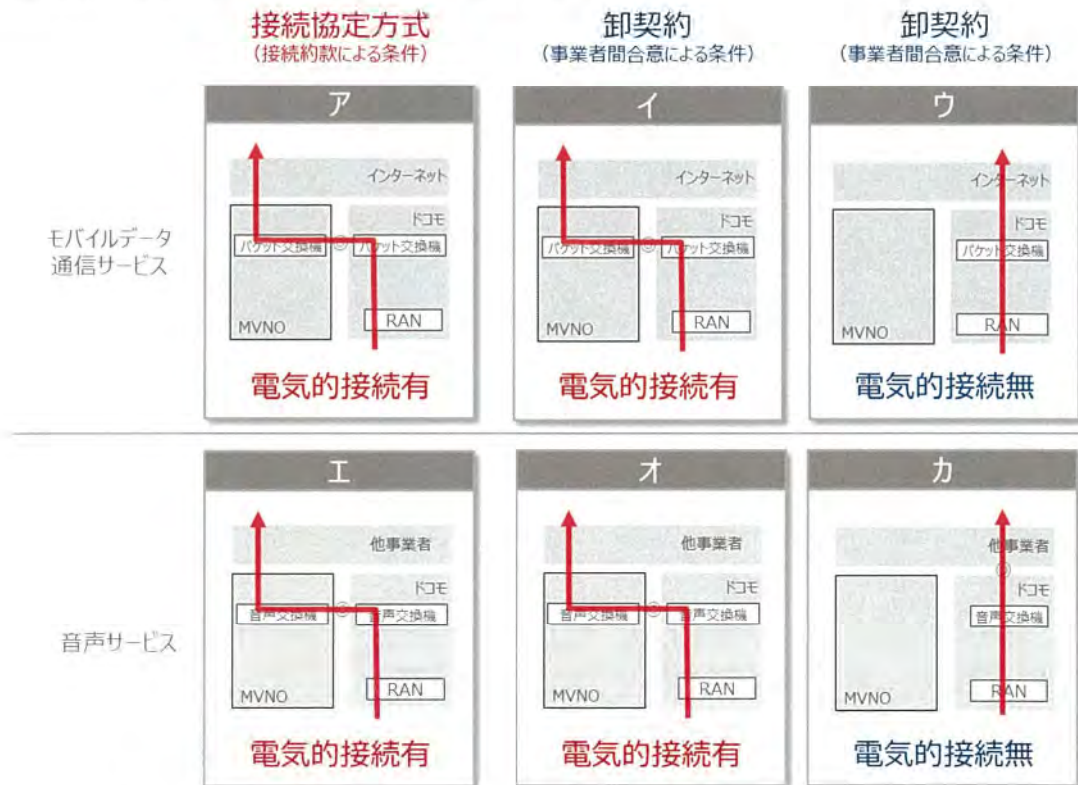 接続協定方式
(接続約款による条件)
卸契約
(事業者間合意による条件)
卸契約
(事業者間合意による条件)
モバイルデータ
通信サービス
ア
インターネット
ドコモ
パケット交換機
パケット交換機
RAN
MVNO
電気的接続有
イ
インターネット
ドコモ
パケット交換機
パケット交換機
RAN
MVNO
電気的接続有
ウ
インターネット
ドコモ
パケット交換機
RAN
MVNO
電気的接続無
音声サービス
エ
他事業者
ドコモ
音声交換機
音声交換機
RAN
MVNO
電気的接続有
オ
他事業者
ドコモ
音声交換機
音声交換機
RAN
MVNO
電気的接続有
カ
他事業者
ドコモ
音声交換機
RAN
MVNO
電気的接続無